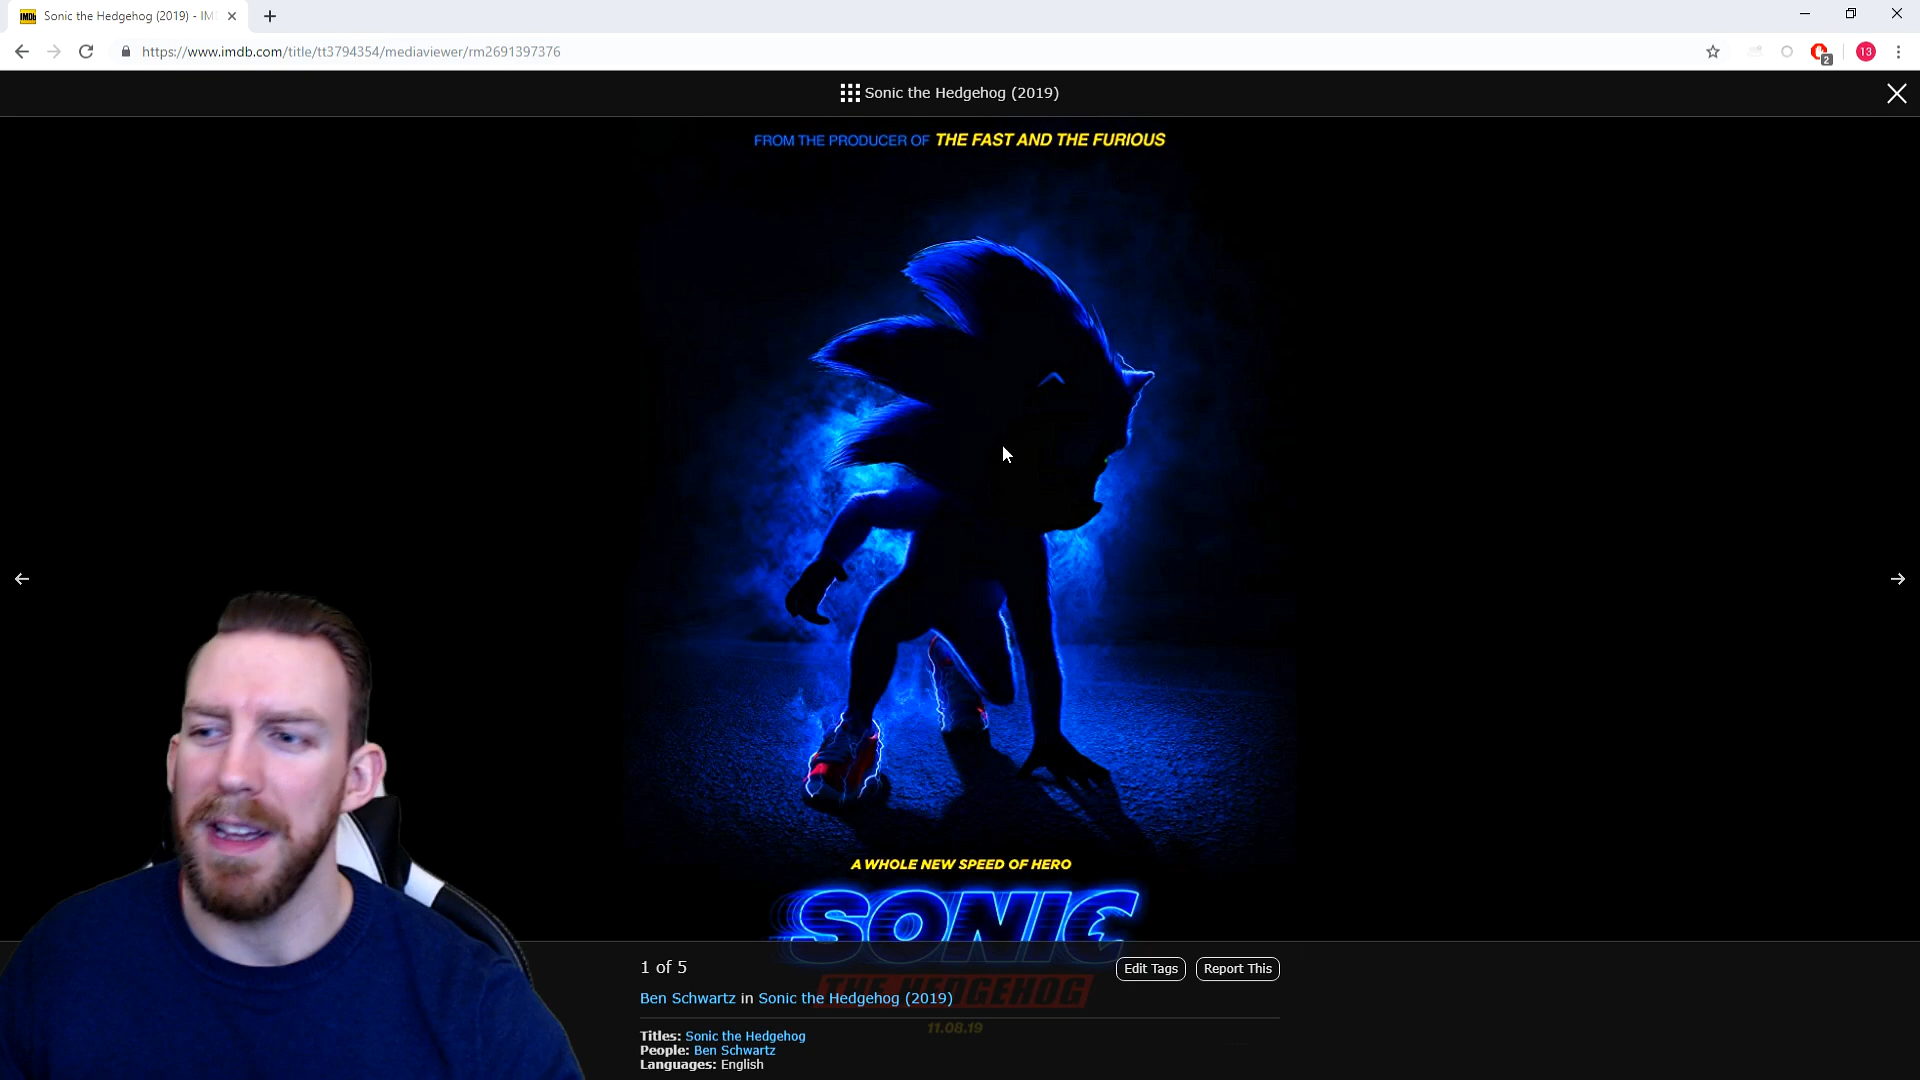 IMDb
Sonic the Hedgehog (2019) - IM
https://www.imdb.com/title/tt3794354/mediaviewer/rm2691397376
2
13
Sonic the Hedgehog (2019)
FROM THE PRODUCER OF THE FAST AND THE FURIOUS
A WHOLE NEW SPEED OF HERO
SONIC
THE HEDGEHOG
11.08.19
1 of 5
Edit Tags
Report This
Ben Schwartz in Sonic the Hedgehog (2019)
Titles: Sonic the Hedgehog
People: Ben Schwartz
Languages: English